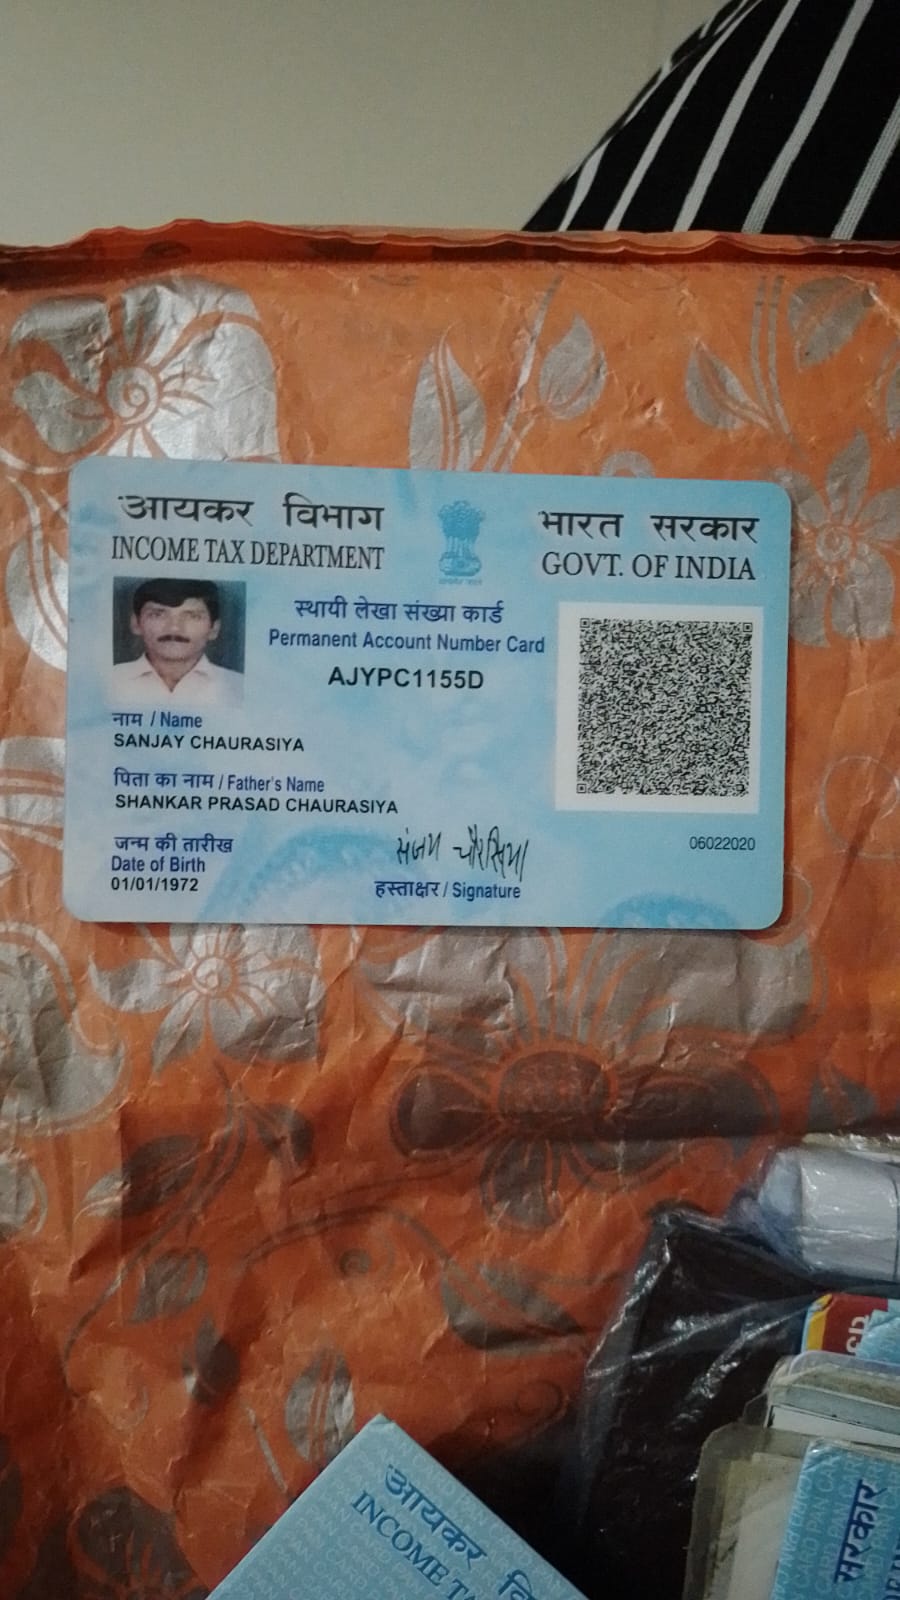 आयकर विभाग
INCOME TAX DEPARTMENT
भारत सरकार
GOVT. OF INDIA
स्थायी लेखा संख्या कार्ड
Permanent Account Number Card
AJYPC1155D
नाम / Name
SANJAY CHAURASIYA
पिता का नाम / Father's Name
SHANKAR PRASAD CHAURASIYA
जन्म की तारीख
Date of Birth
01/01/1972
संजय चौरसिया
हस्ताक्षर / Signature
06022020
आयकर
INCOME
सरकार